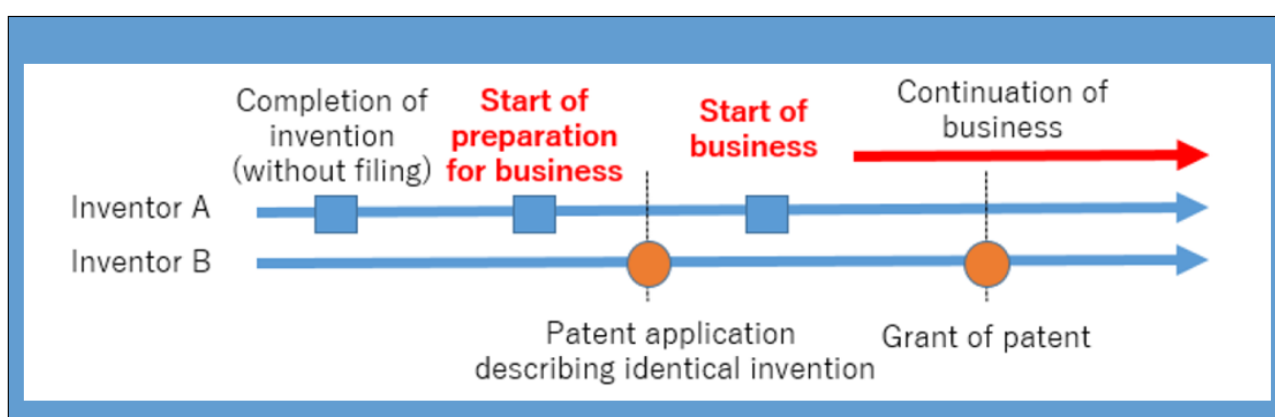 Completion of
invention
(without filing)
Start of
preparation
for business
Start of
business
Continuation of
business
Inventor A
Inventor B
Patent application
describing identical invention
Grant of patent